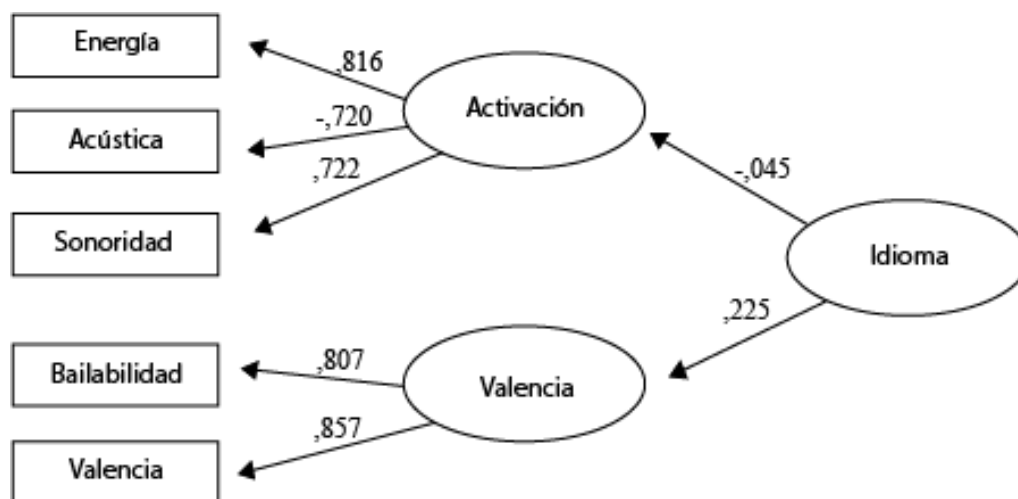 Energía
,816
Activación
Acústica
-,720
,722
-,045
Sonoridad
Idioma
,225
Bailabilidad
,807
Valencia
,857
Valencia